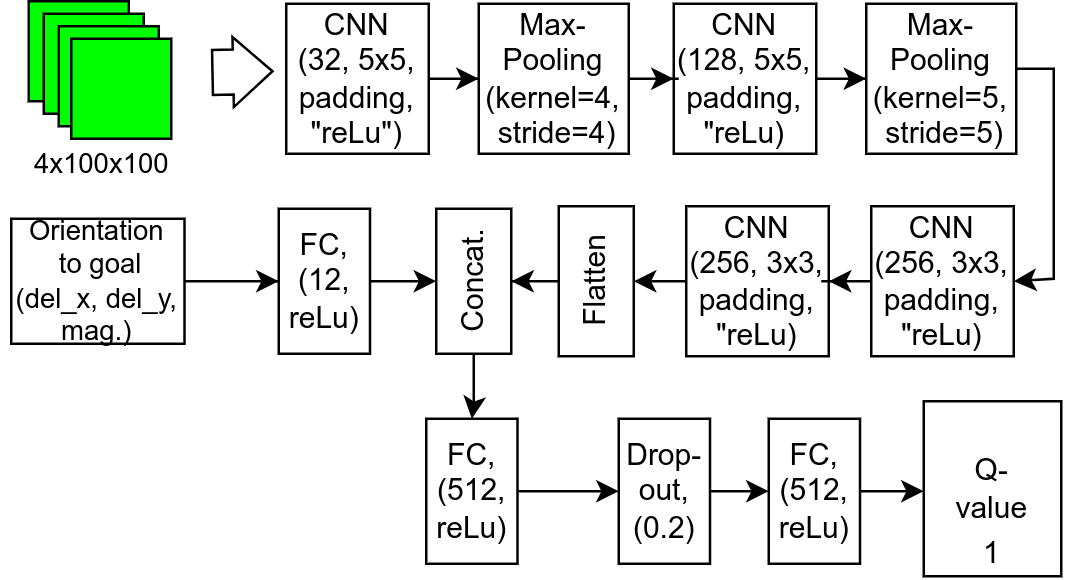 CNN
(32, 5x5,
padding,
"reLu")
Max-
Pooling
(kernel=4,
stride=4)
CNN
(128, 5x5,
padding,
"reLu)
Max-
Pooling
(kernel=5,
stride=5)
4x100x100
Orientation
to goal
(del_x, del_y,
mag.)
FC,
(12,
reLu)
Concat.
Flatten
CNN
(256, 3x3,
padding,
"reLu)
CNN
(256, 3x3,
padding,
"reLu)
FC,
(512,
reLu)
Drop-
out,
(0.2)
FC,
(512,
reLu)
Q-
value
1